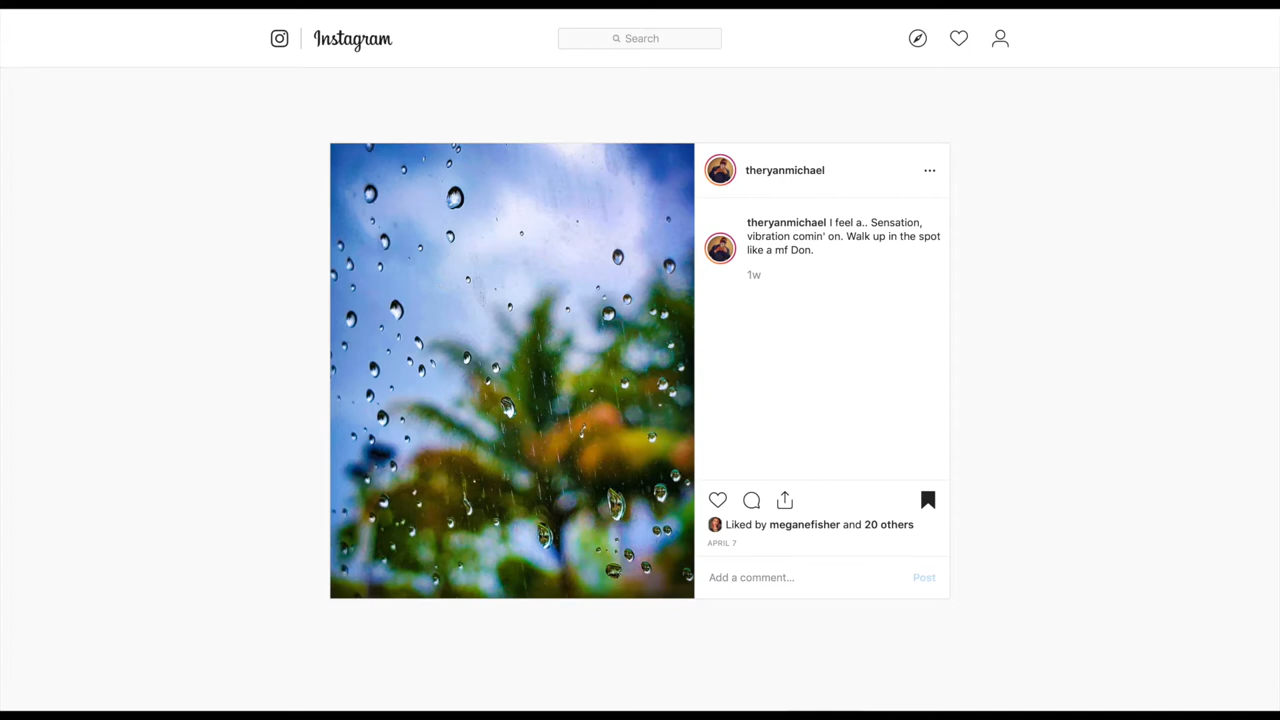 Instagram
Search
theryanmichael
theryanmichael I feel a.. Sensation,
vibration comin' on. Walk up in the spot
like a mf Don.
1w
Liked by meganefisher and 20 others
APRIL 7
Add a comment... Post